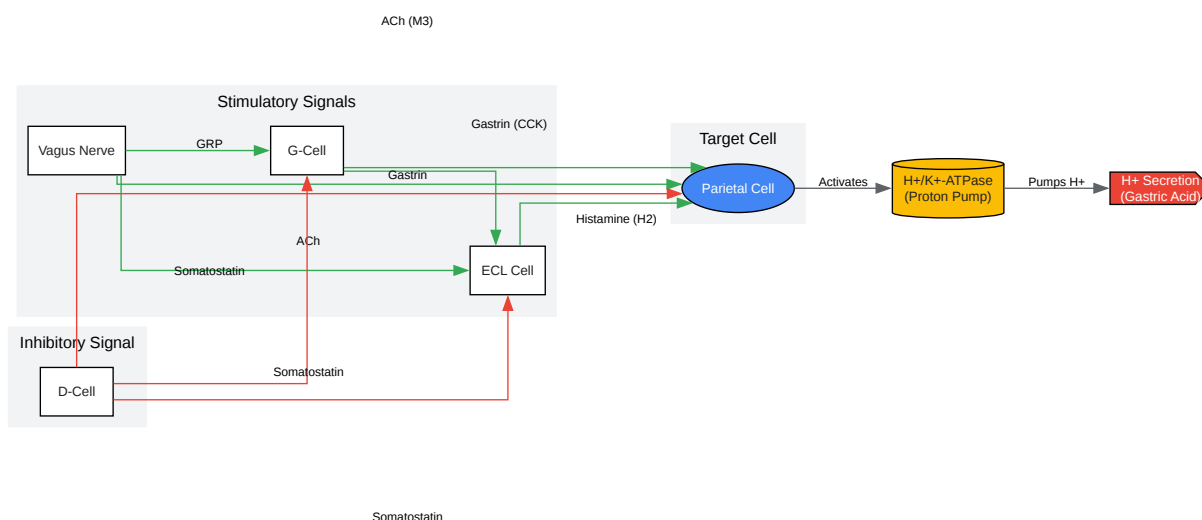 ACh (M3)
Stimulatory Signals
Gastrin (CCK)
Vagus Nerve
GRP
G-Cell
Target Cell
Gastrin
Parietal Cell
Activates
H+/K+-ATPase
(Proton Pump)
Pumps H+
H+ Secretion
(Gastric Acid)
Histamine (H2)
ACh
Somatostatin
ECL Cell
Inhibitory Signal
D-Cell
Somatostatin
Somatostatin